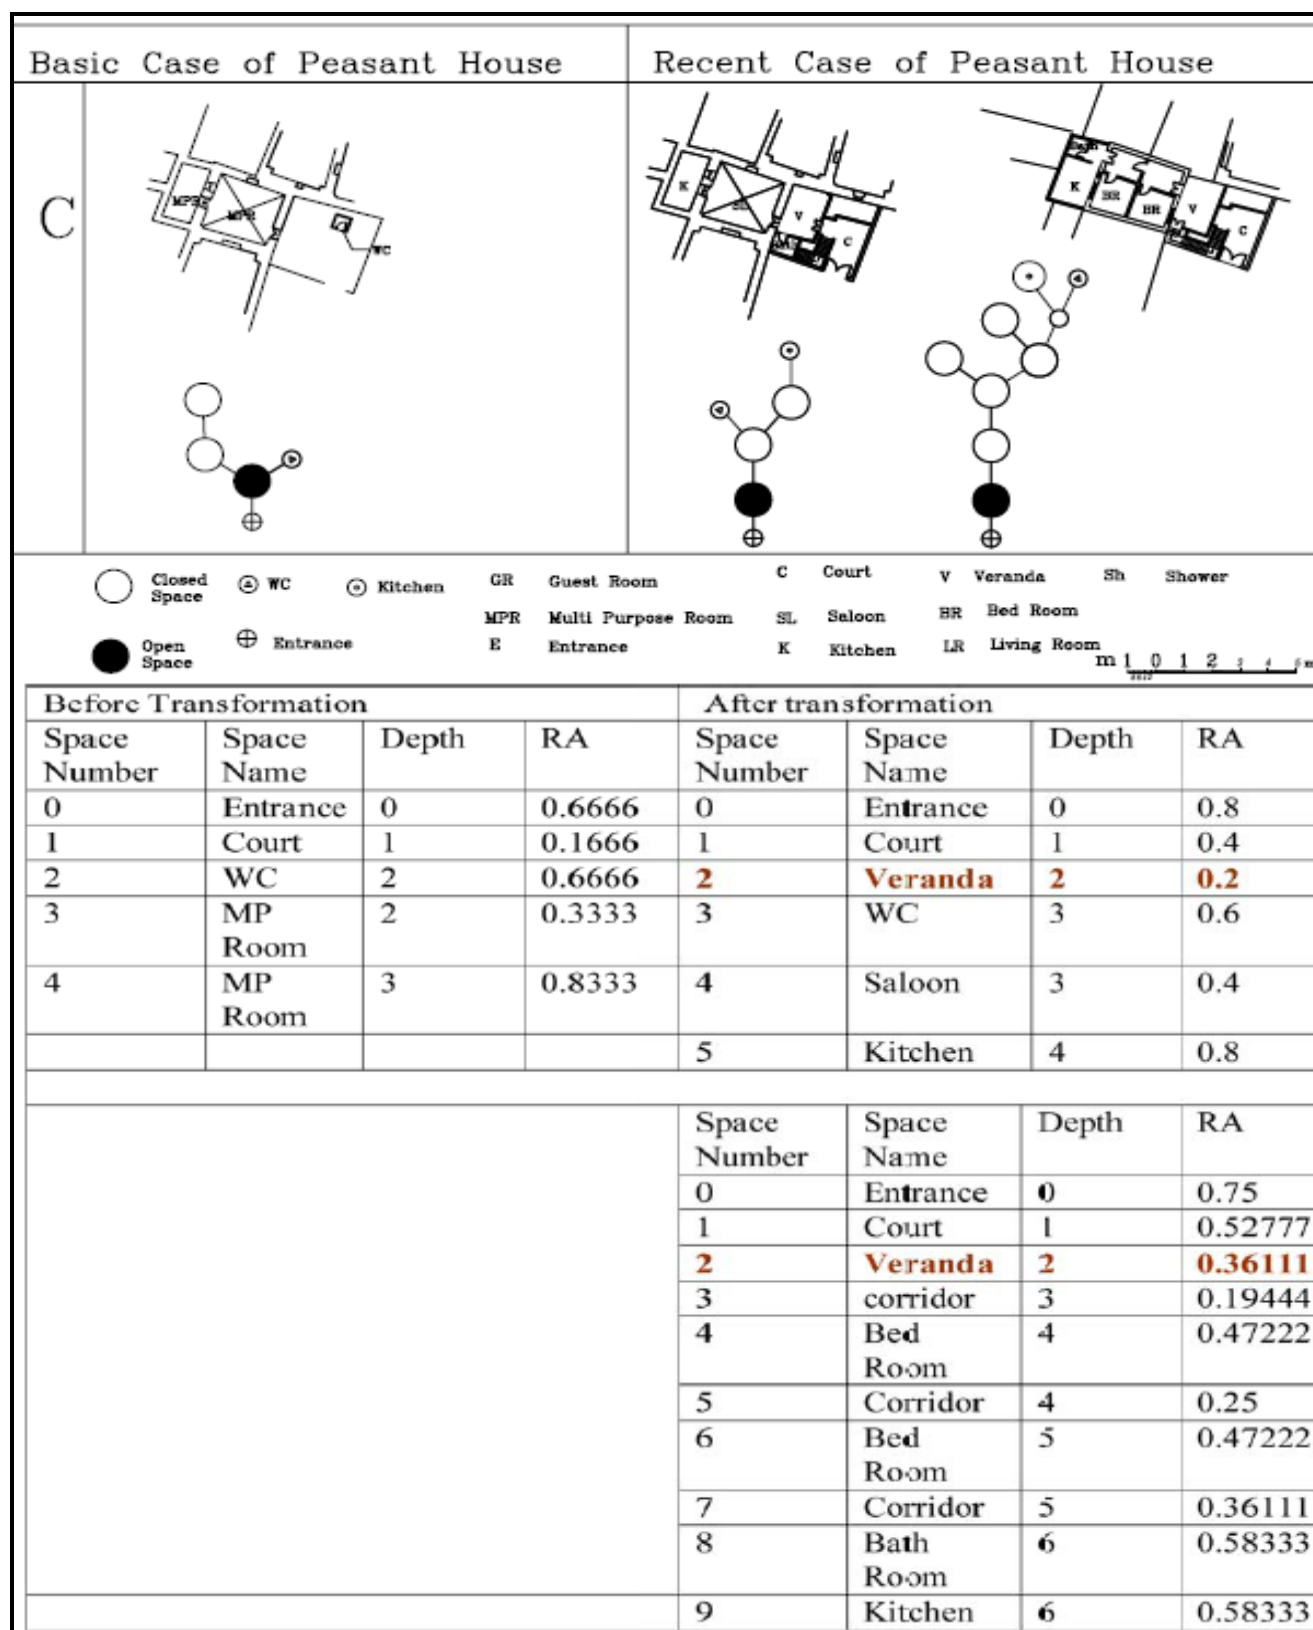 Basic Case of Peasant House
Recent Case of Peasant House
C
MPR
MPR
WC
K
V
C
K
BR
BR
V
C
Closed Space
WC
Kitchen
GR Guest Room
C Court
V Veranda
Sh Shower
MPR Multi Purpose Room
SL Saloon
BR Bed Room
Open Space
Entrance
E Entrance
K Kitchen
LR Living Room
m 1 0 1 2 3 4 5 m
Before Transformation After transformation
Space Number Space Name Depth RA Space Number Space Name Depth RA
0 Entrance 0 0.6666 0 Entrance 0 0.8
1 Court 1 0.1666 1 Court 1 0.4
2 WC 2 0.6666 2 Veranda 2 0.2
3 MP Room 2 0.3333 3 WC 3 0.6
4 MP Room 3 0.8333 4 Saloon 3 0.4
5 Kitchen 4 0.8
Space Number Space Name Depth RA
0 Entrance 0 0.75
1 Court 1 0.52777
2 Veranda 2 0.36111
3 corridor 3 0.19444
4 Bed Room 4 0.47222
5 Corridor 4 0.25
6 Bed Room 5 0.47222
7 Corridor 5 0.36111
8 Bath Room 6 0.58333
9 Kitchen 6 0.58333